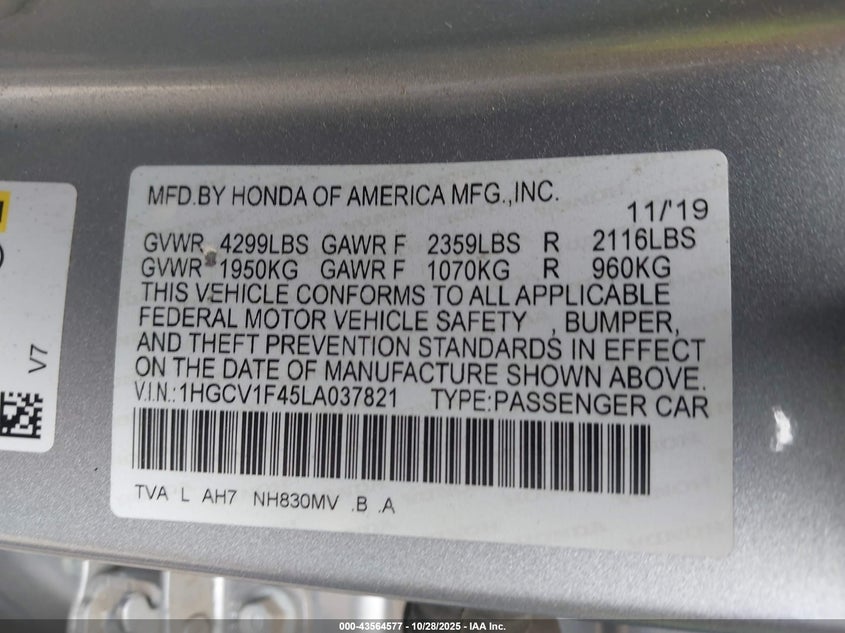 MFD.BY HONDA OF AMERICA MFG.,INC.
11/'19
GVWR 4299LBS GAWR F 2359LBS R 2116LBS
GVWR 1950KG GAWR F 1070KG R 960KG
THIS VEHICLE CONFORMS TO ALL APPLICABLE
FEDERAL MOTOR VEHICLE SAFETY , BUMPER,
AND THEFT PREVENTION STANDARDS IN EFFECT
ON THE DATE OF MANUFACTURE SHOWN ABOVE.
V.I.N.:1HGCV1F45LA037821 TYPE:PASSENGER CAR
TVA L AH7 NH830MV .B .A
V7
000-43564577 - 10/28/2025 - IAA Inc.